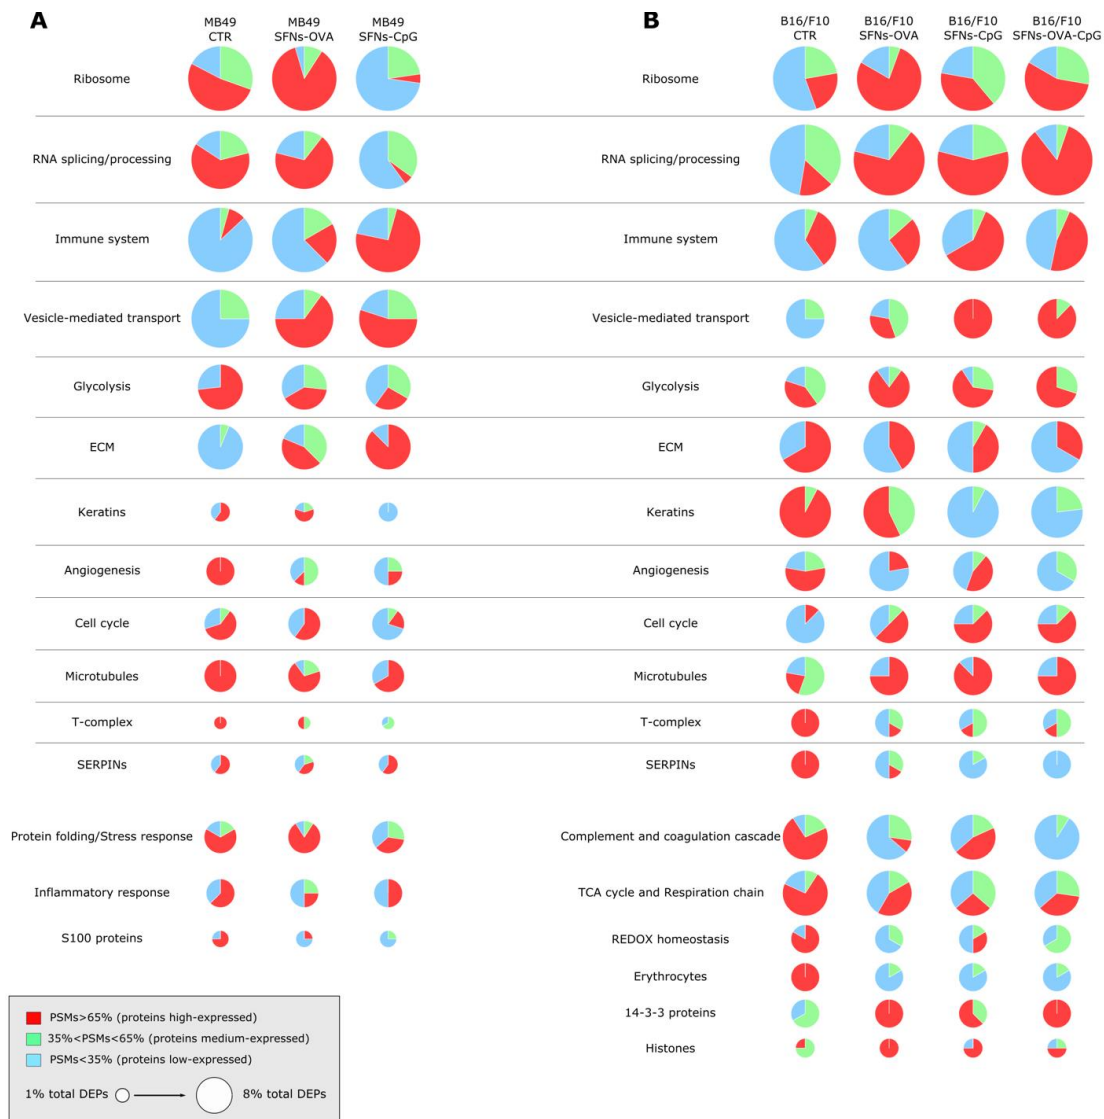 A
MB49
CTR
MB49
SFNs-OVA
MB49
SFNs-CpG
Ribosome
RNA splicing/processing
Immune system
Vesicle-mediated transport
Glycolysis
ECM
Keratins
Angiogenesis
Cell cycle
Microtubules
T-complex
SERPINs
Protein folding/Stress response
Inflammatory response
S100 proteins
PSMs>65% (proteins high-expressed)
35%<PSMs<65% (proteins medium-expressed)
PSMs<35% (proteins low-expressed)
1% total DEPs
8% total DEPs
B
B16/F10
CTR
B16/F10
SFNs-OVA
B16/F10
SFNs-CpG
B16/F10
SFNs-OVA-CpG
Ribosome
RNA splicing/processing
Immune system
Vesicle-mediated transport
Glycolysis
ECM
Keratins
Angiogenesis
Cell cycle
Microtubules
T-complex
SERPINs
Complement and coagulation cascade
TCA cycle and Respiration chain
REDOX homeostasis
Erythrocytes
14-3-3 proteins
Histones